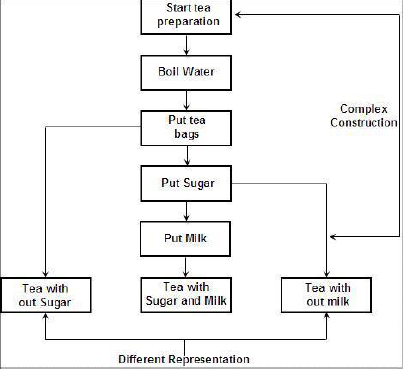 Start tea
preparation
Boil Water
Complex
Construction
Put tea
bags
Put Sugar
Put Milk
Tea with
out Sugar
Tea with
Sugar and Milk
Tea with
out milk
Different Representation